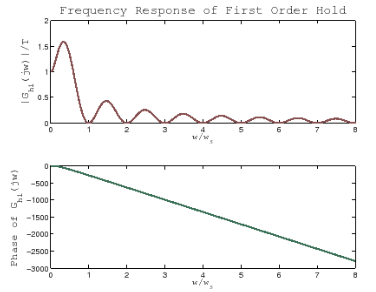 Frequency Response of First Order Hold
|G_h1(jw)|/T
2
1.5
1
0.5
0
0 1 2 3 4 5 6 7 8
w/w_s
Phase of G_h1(jw)
0
-500
-1000
-1500
-2000
-2500
-3000
0 1 2 3 4 5 6 7 8
w/w_s